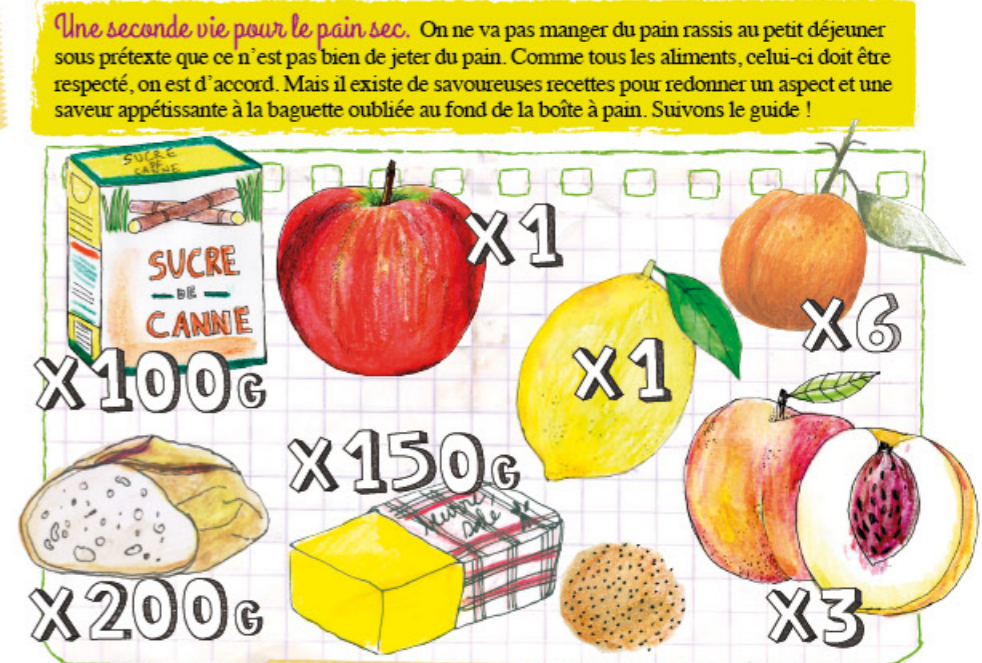 Une seconde vie pour le pain sec. On ne va pas manger du pain rassis au petit déjeuner
sous prétexte que ce n'est pas bien de jeter du pain. Comme tous les aliments, celui-ci doit être
respecté, on est d'accord. Mais il existe de savoureuses recettes pour redonner un aspect et une
saveur appétissante à la baguette oubliée au fond de la boîte à pain. Suivons le guide !
SUCRE
DE
CANNE
SUCRE
DE
CANNE
X100G
X1
X1
X6
X200G
X150G
Beurre
X3